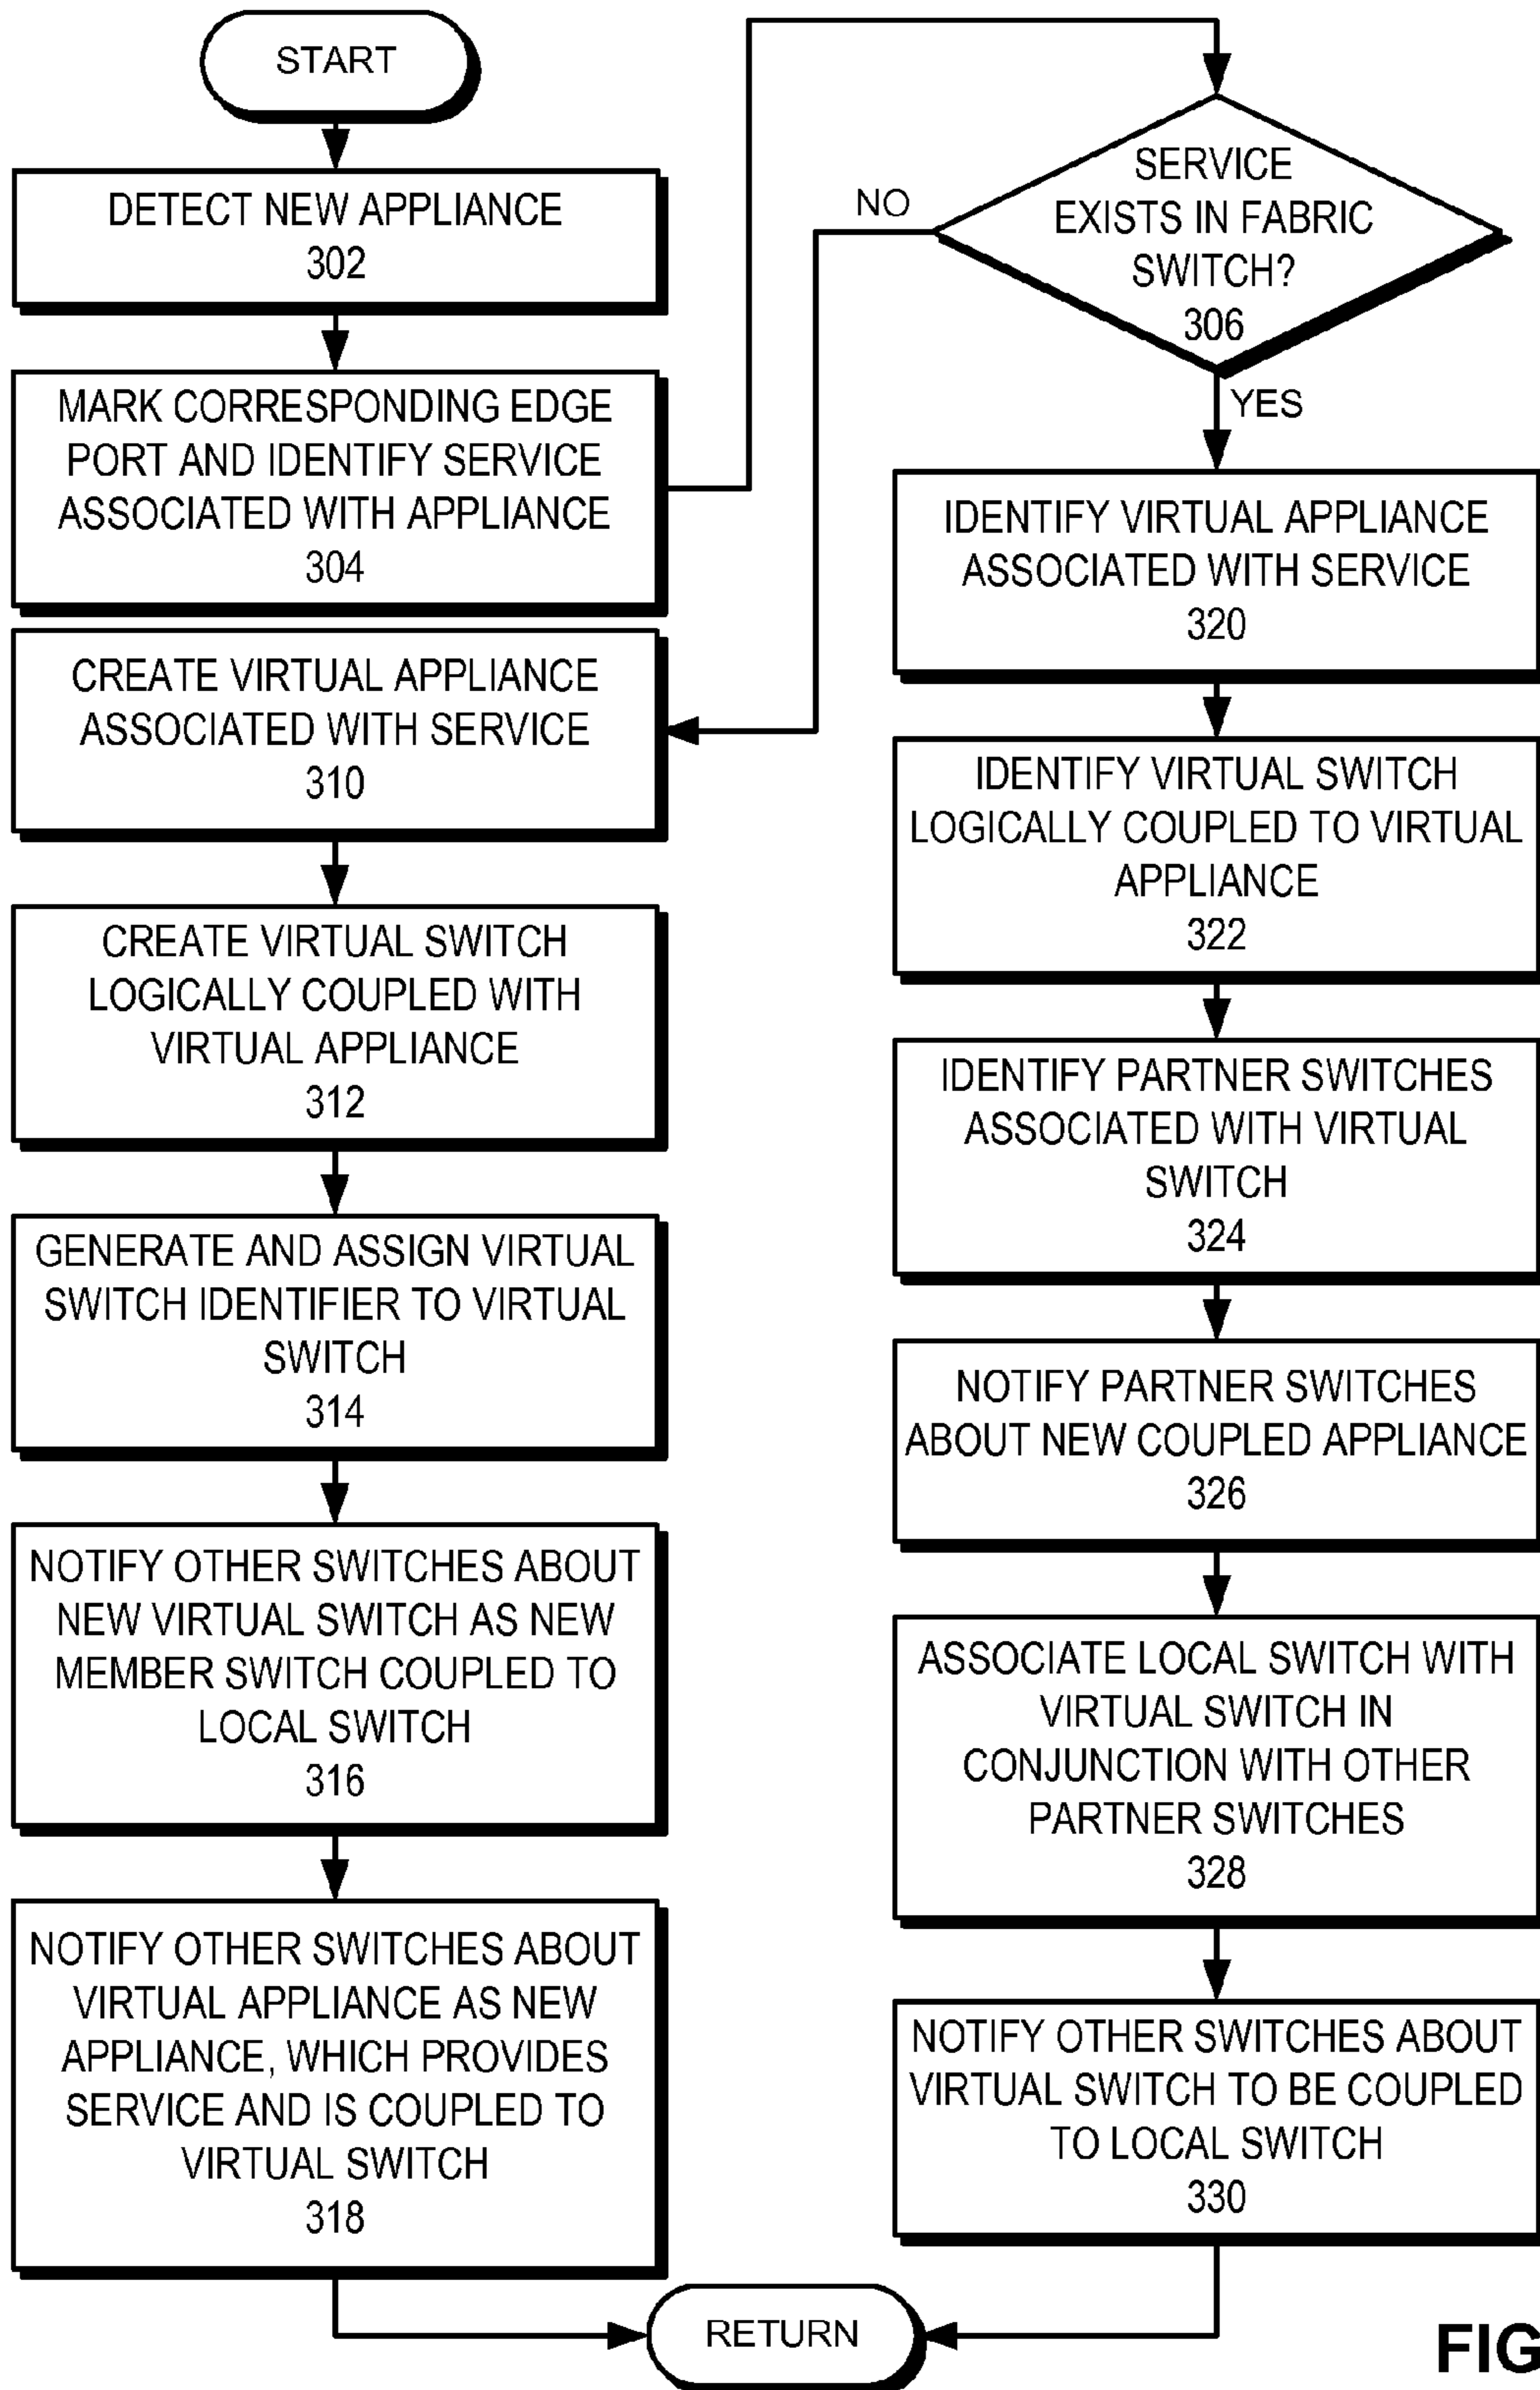 START
DETECT NEW APPLIANCE
302
MARK CORRESPONDING EDGE
PORT AND IDENTIFY SERVICE
ASSOCIATED WITH APPLIANCE
304
SERVICE
EXISTS IN FABRIC
SWITCH?
306
NO
YES
CREATE VIRTUAL APPLIANCE
ASSOCIATED WITH SERVICE
310
CREATE VIRTUAL SWITCH
LOGICALLY COUPLED WITH
VIRTUAL APPLIANCE
312
GENERATE AND ASSIGN VIRTUAL
SWITCH IDENTIFIER TO VIRTUAL
SWITCH
314
NOTIFY OTHER SWITCHES ABOUT
NEW VIRTUAL SWITCH AS NEW
MEMBER SWITCH COUPLED TO
LOCAL SWITCH
316
NOTIFY OTHER SWITCHES ABOUT
VIRTUAL APPLIANCE AS NEW
APPLIANCE, WHICH PROVIDES
SERVICE AND IS COUPLED TO
VIRTUAL SWITCH
318
IDENTIFY VIRTUAL APPLIANCE
ASSOCIATED WITH SERVICE
320
IDENTIFY VIRTUAL SWITCH
LOGICALLY COUPLED TO VIRTUAL
APPLIANCE
322
IDENTIFY PARTNER SWITCHES
ASSOCIATED WITH VIRTUAL
SWITCH
324
NOTIFY PARTNER SWITCHES
ABOUT NEW COUPLED APPLIANCE
326
ASSOCIATE LOCAL SWITCH WITH
VIRTUAL SWITCH IN
CONJUNCTION WITH OTHER
PARTNER SWITCHES
328
NOTIFY OTHER SWITCHES ABOUT
VIRTUAL SWITCH TO BE COUPLED
TO LOCAL SWITCH
330
RETURN
FIG